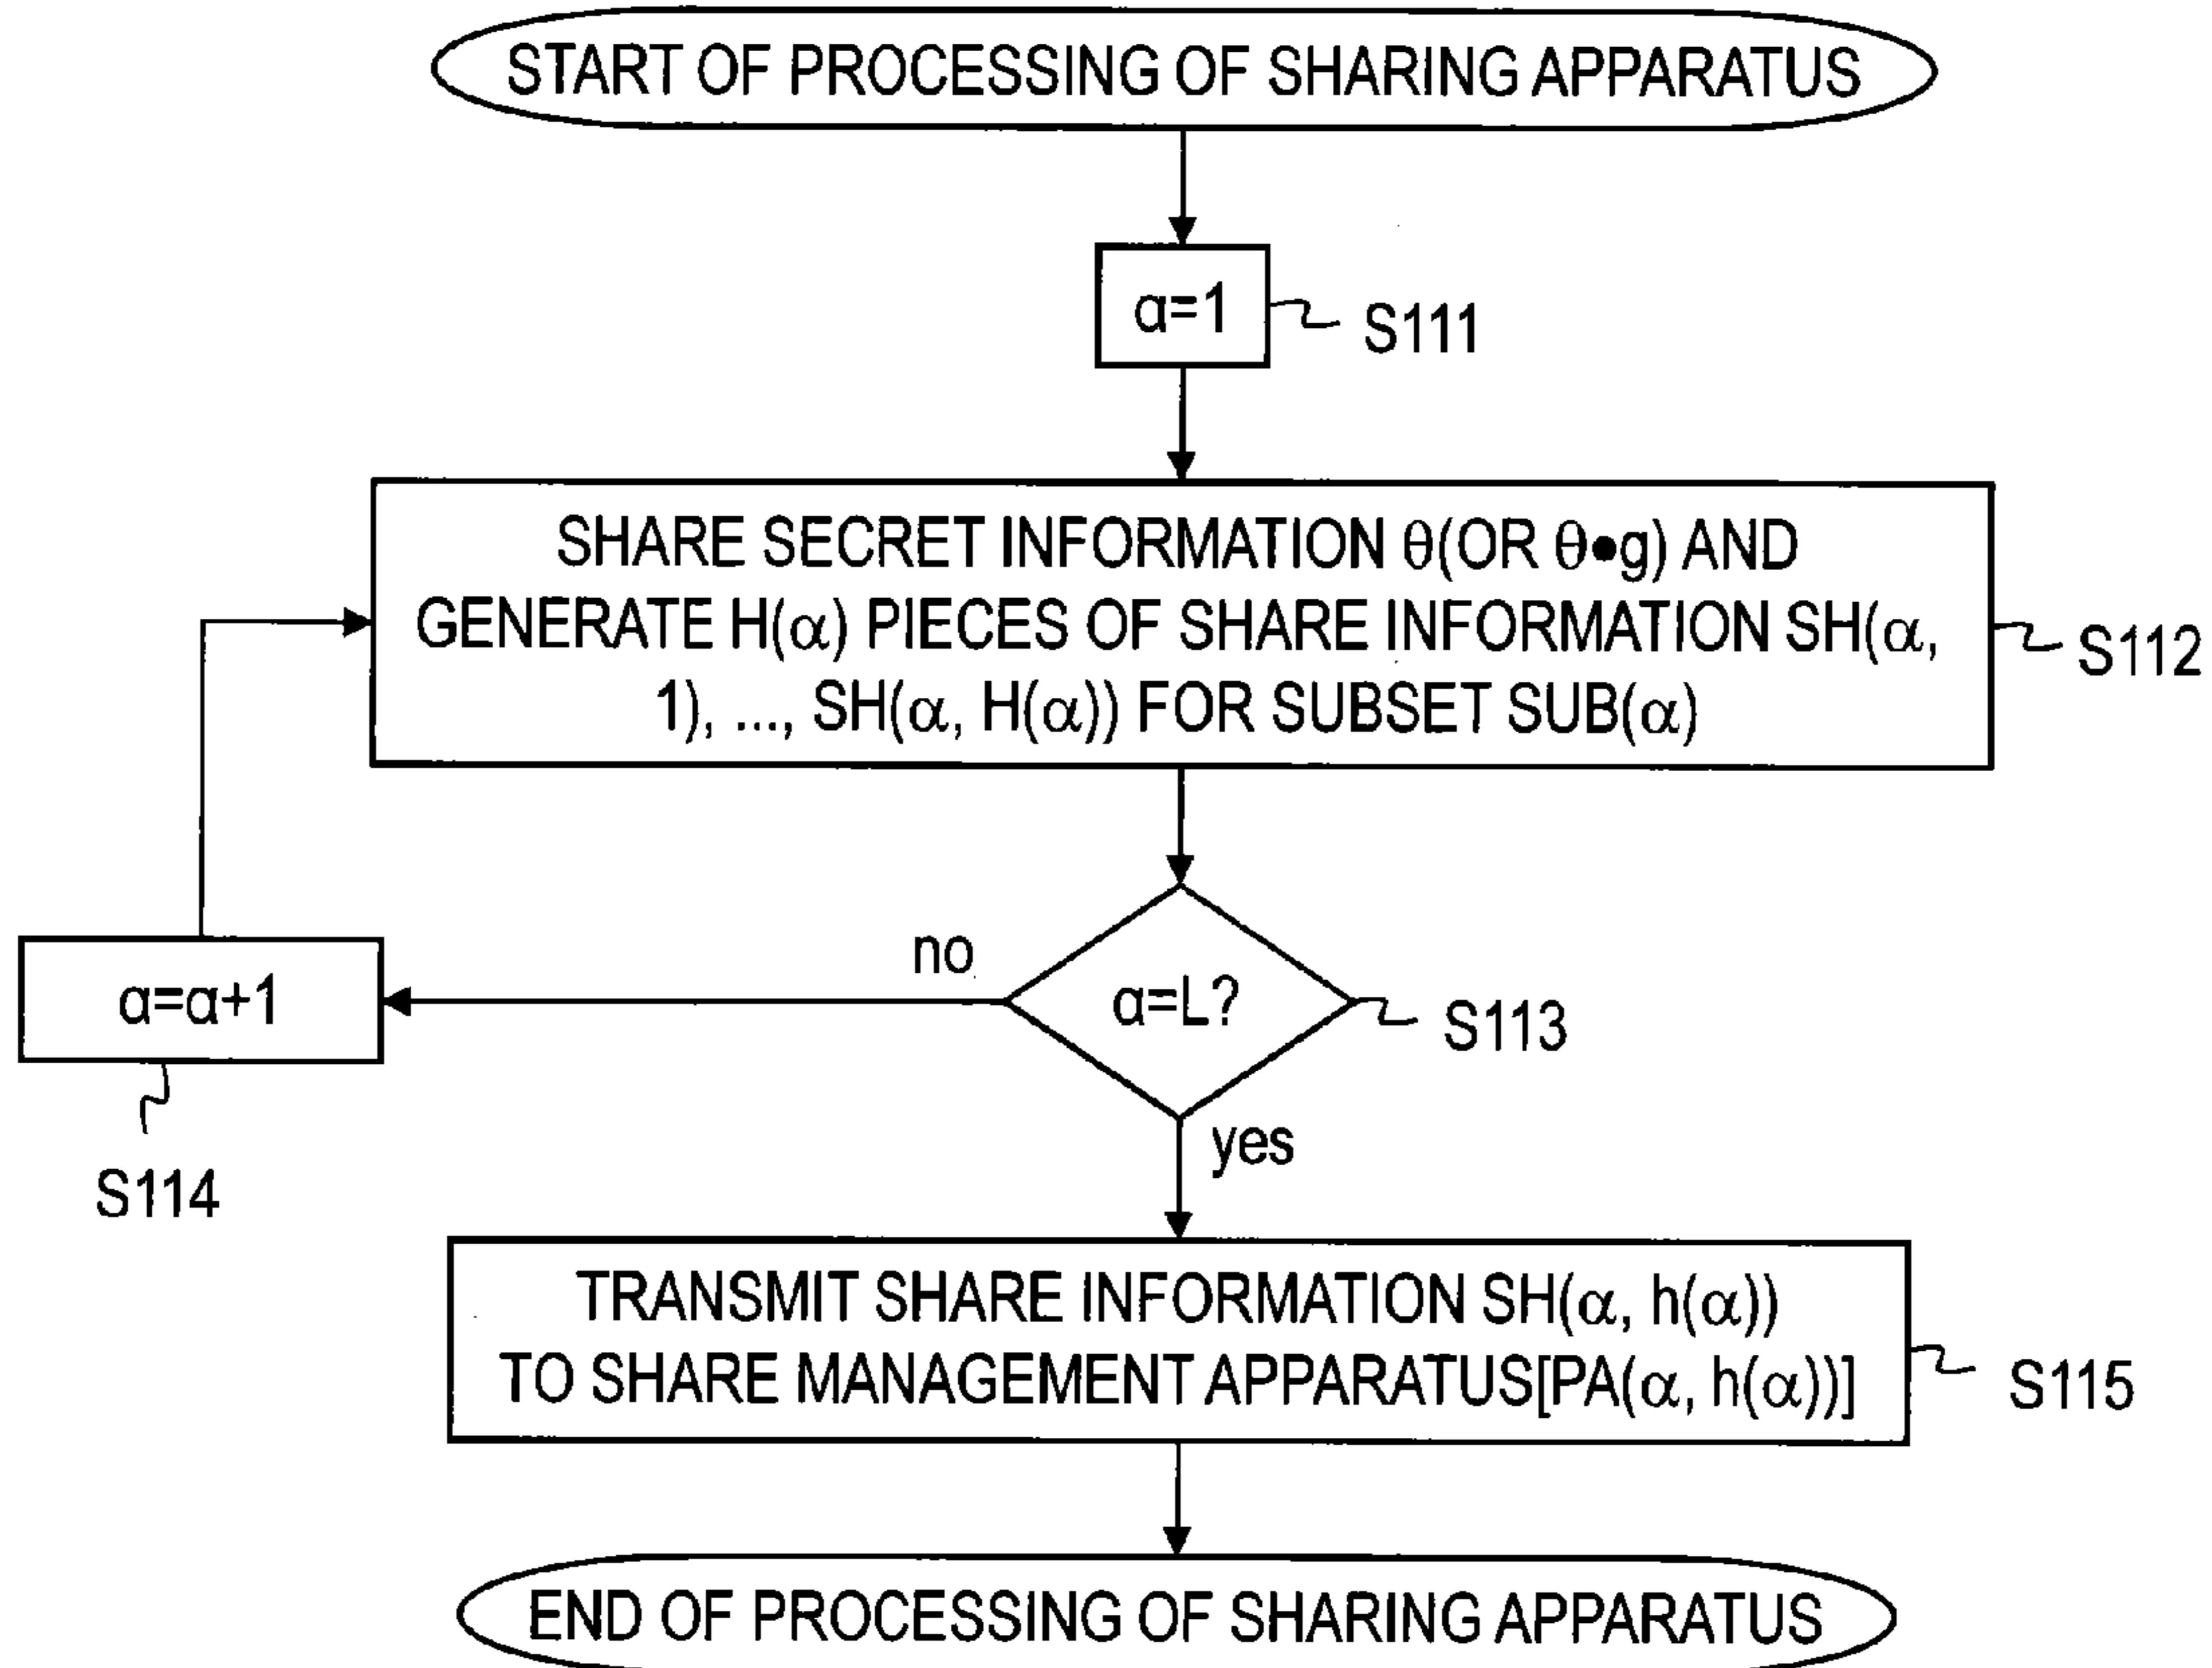 START OF PROCESSING OF SHARING APPARATUS
α=1
S111
SHARE SECRET INFORMATION θ(OR θ●g) AND
GENERATE H(α) PIECES OF SHARE INFORMATION SH(α,
1), ..., SH(α, H(α)) FOR SUBSET SUB(α)
S112
no
α=L?
S113
α=α+1
S114
yes
TRANSMIT SHARE INFORMATION SH(α, h(α))
TO SHARE MANAGEMENT APPARATUS[PA(α, h(α))]
S115
END OF PROCESSING OF SHARING APPARATUS